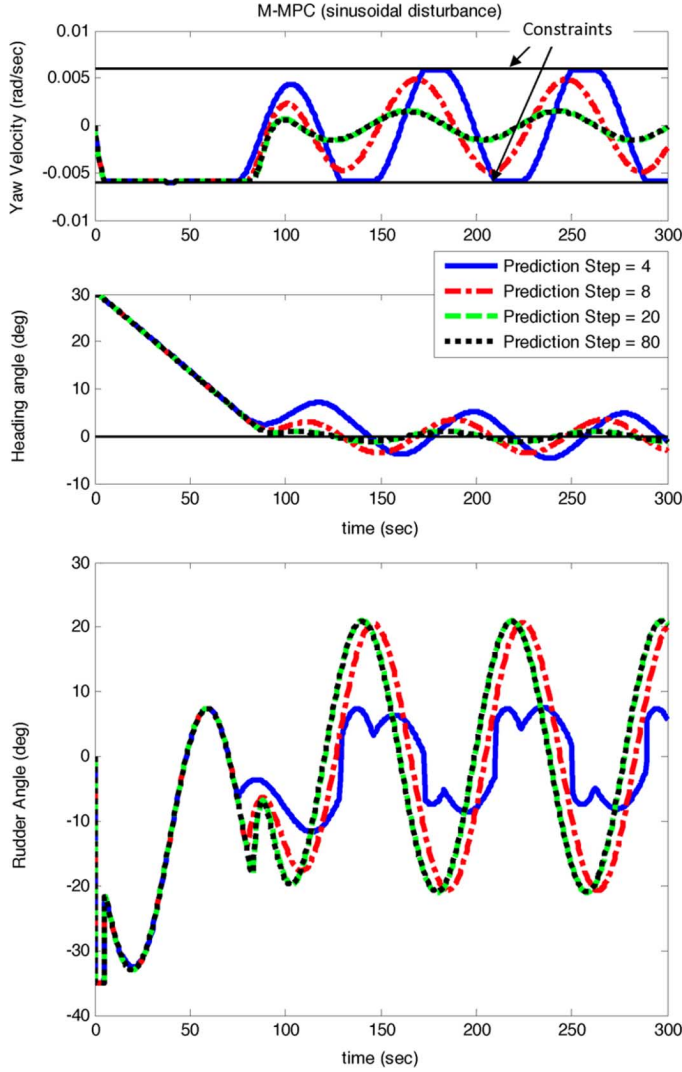 M-MPC (sinusoidal disturbance)
Constraints
Yaw Velocity (rad/sec)
0.01
0.005
0
-0.005
-0.01
0 50 100 150 200 250 300
Prediction Step = 4
Prediction Step = 8
Prediction Step = 20
Prediction Step = 80
Heading angle (deg)
30
20
10
0
-10
0 50 100 150 200 250 300
time (sec)
Rudder Angle (deg)
30
20
10
0
-10
-20
-30
-40
0 50 100 150 200 250 300
time (sec)